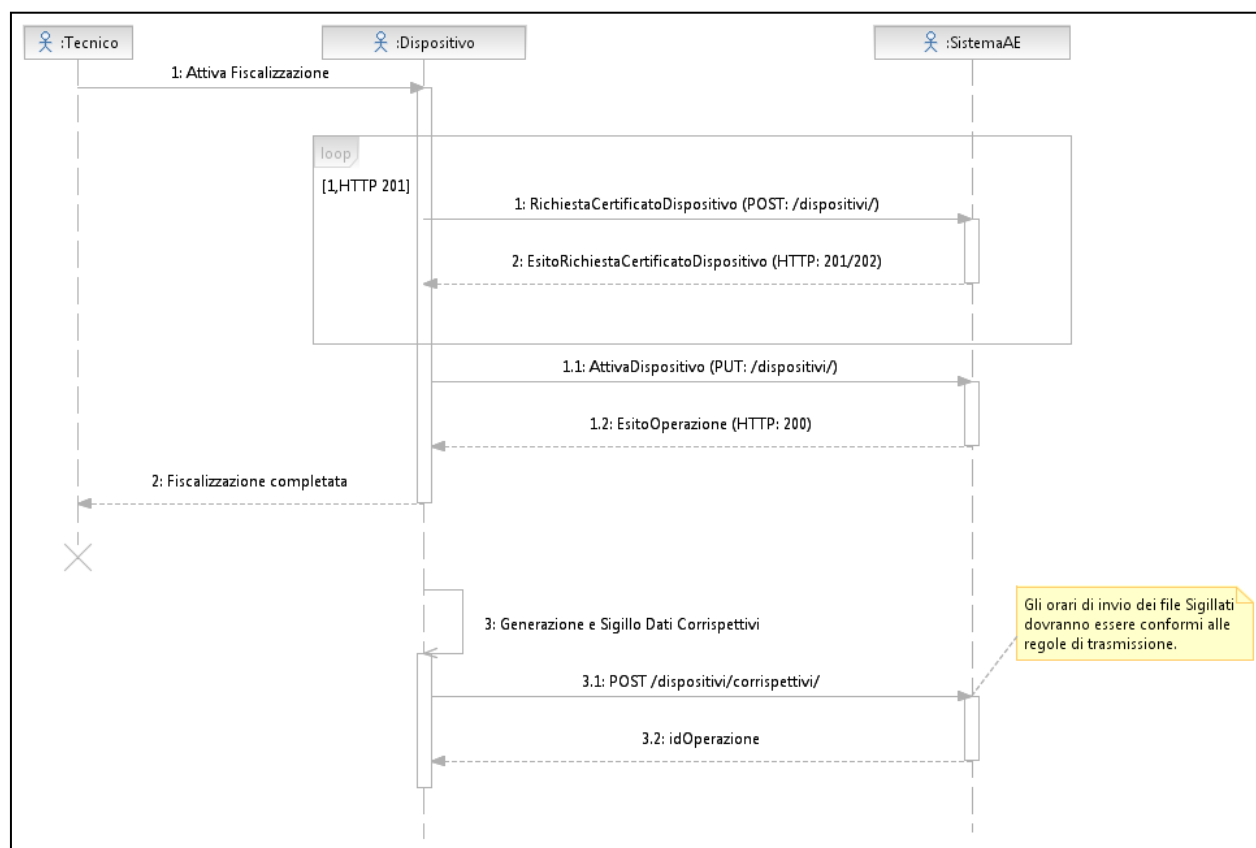 :Tecnico
:Dispositivo
:SistemaAE
1: Attiva Fiscalizzazione
loop
[1,HTTP 201]
1: RichiestaCertificatoDispositivo (POST: /dispositivi/)
2: EsitoRichiestaCertificatoDispositivo (HTTP: 201/202)
1.1: AttivaDispositivo (PUT: /dispositivi/)
1.2: EsitoOperazione (HTTP: 200)
2: Fiscalizzazione completata
3: Generazione e Sigillo Dati Corrispettivi
Gli orari di invio dei file Sigillati
dovranno essere conformi alle
regole di trasmissione.
3.1: POST /dispositivi/corrispettivi/
3.2: idOperazione